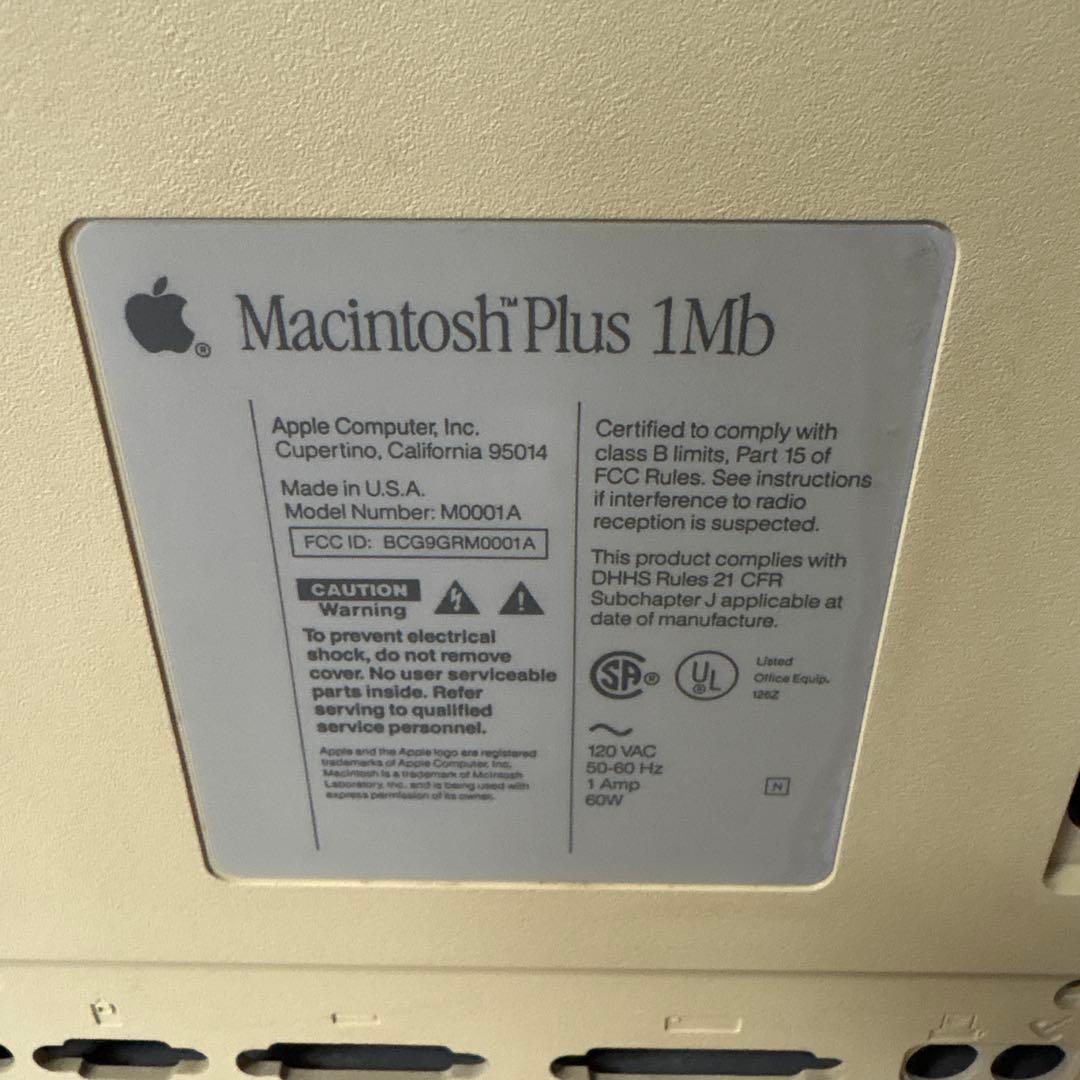 Macintosh™ Plus 1Mb
Apple Computer, Inc.
Cupertino, California 95014
Made in U.S.A.
Model Number: M0001A
FCC ID: BCG9GRM0001A
CAUTION
Warning
To prevent electrical
shock, do not remove
cover. No user serviceable
parts inside. Refer
serving to qualified
service personnel.
Apple and the Apple logo are registered
trademarks of Apple Computer, Inc.
Macintosh is a trademark of McIntosh
Laboratory, Inc. and is being used with
express permission of its owner.
Certified to comply with
class B limits, Part 15 of
FCC Rules. See instructions
if interference to radio
reception is suspected.
This product complies with
DHHS Rules 21 CFR
Subchapter J applicable at
date of manufacture.
SA®
UL®
Listed
Office Equip.
126Z
120 VAC
50-60 Hz
1 Amp
60W
N